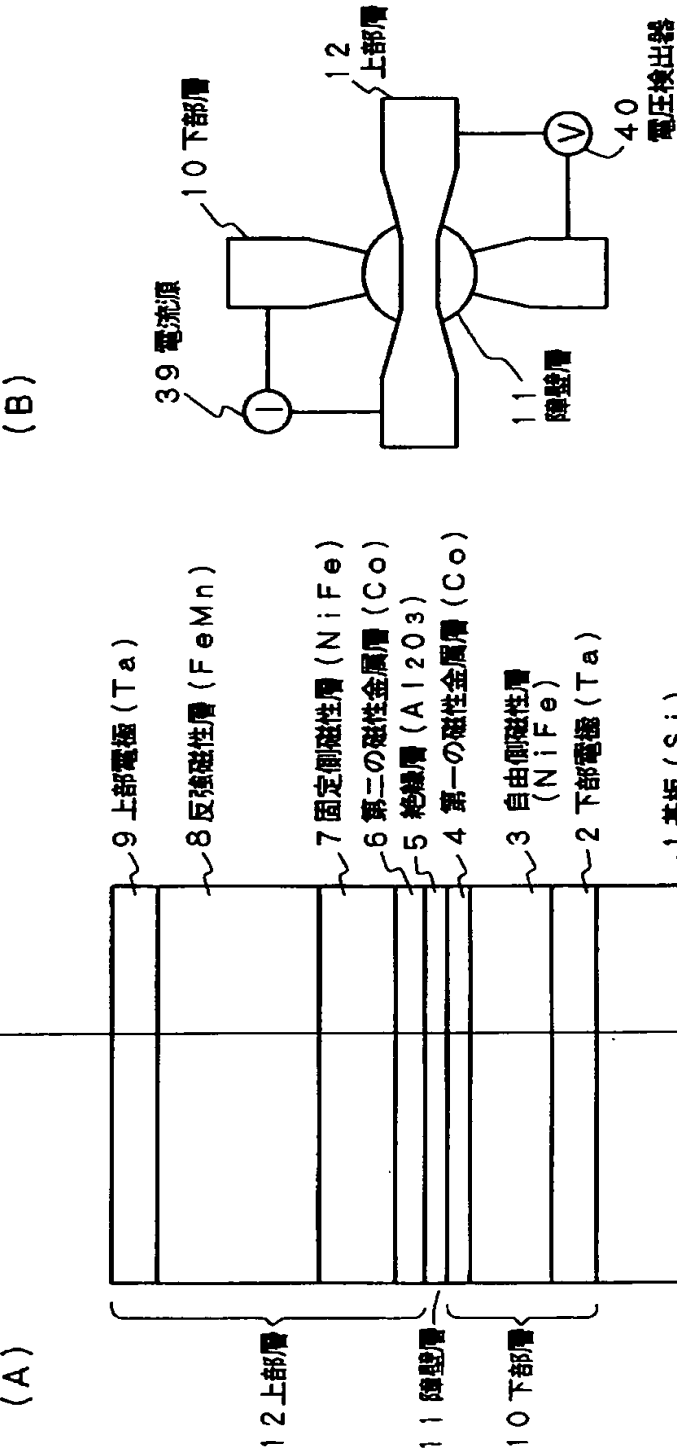 (A)
9 上部電極 (Ta)
8 反強磁性層 (FeMn)
7 固定側磁性層 (NiFe)
6 第二の磁性金属層 (Co)
5 絶縁層 (Al2O3)
4 第一の磁性金属層 (Co)
3 自由側磁性層
(NiFe)
2 下部電極 (Ta)
1 基板 (Si)
12 上部層
11 障壁層
10 下部層
(B)
39 電流源
10 下部層
12
上部層
11
障壁層
40
電圧検出器
I
V